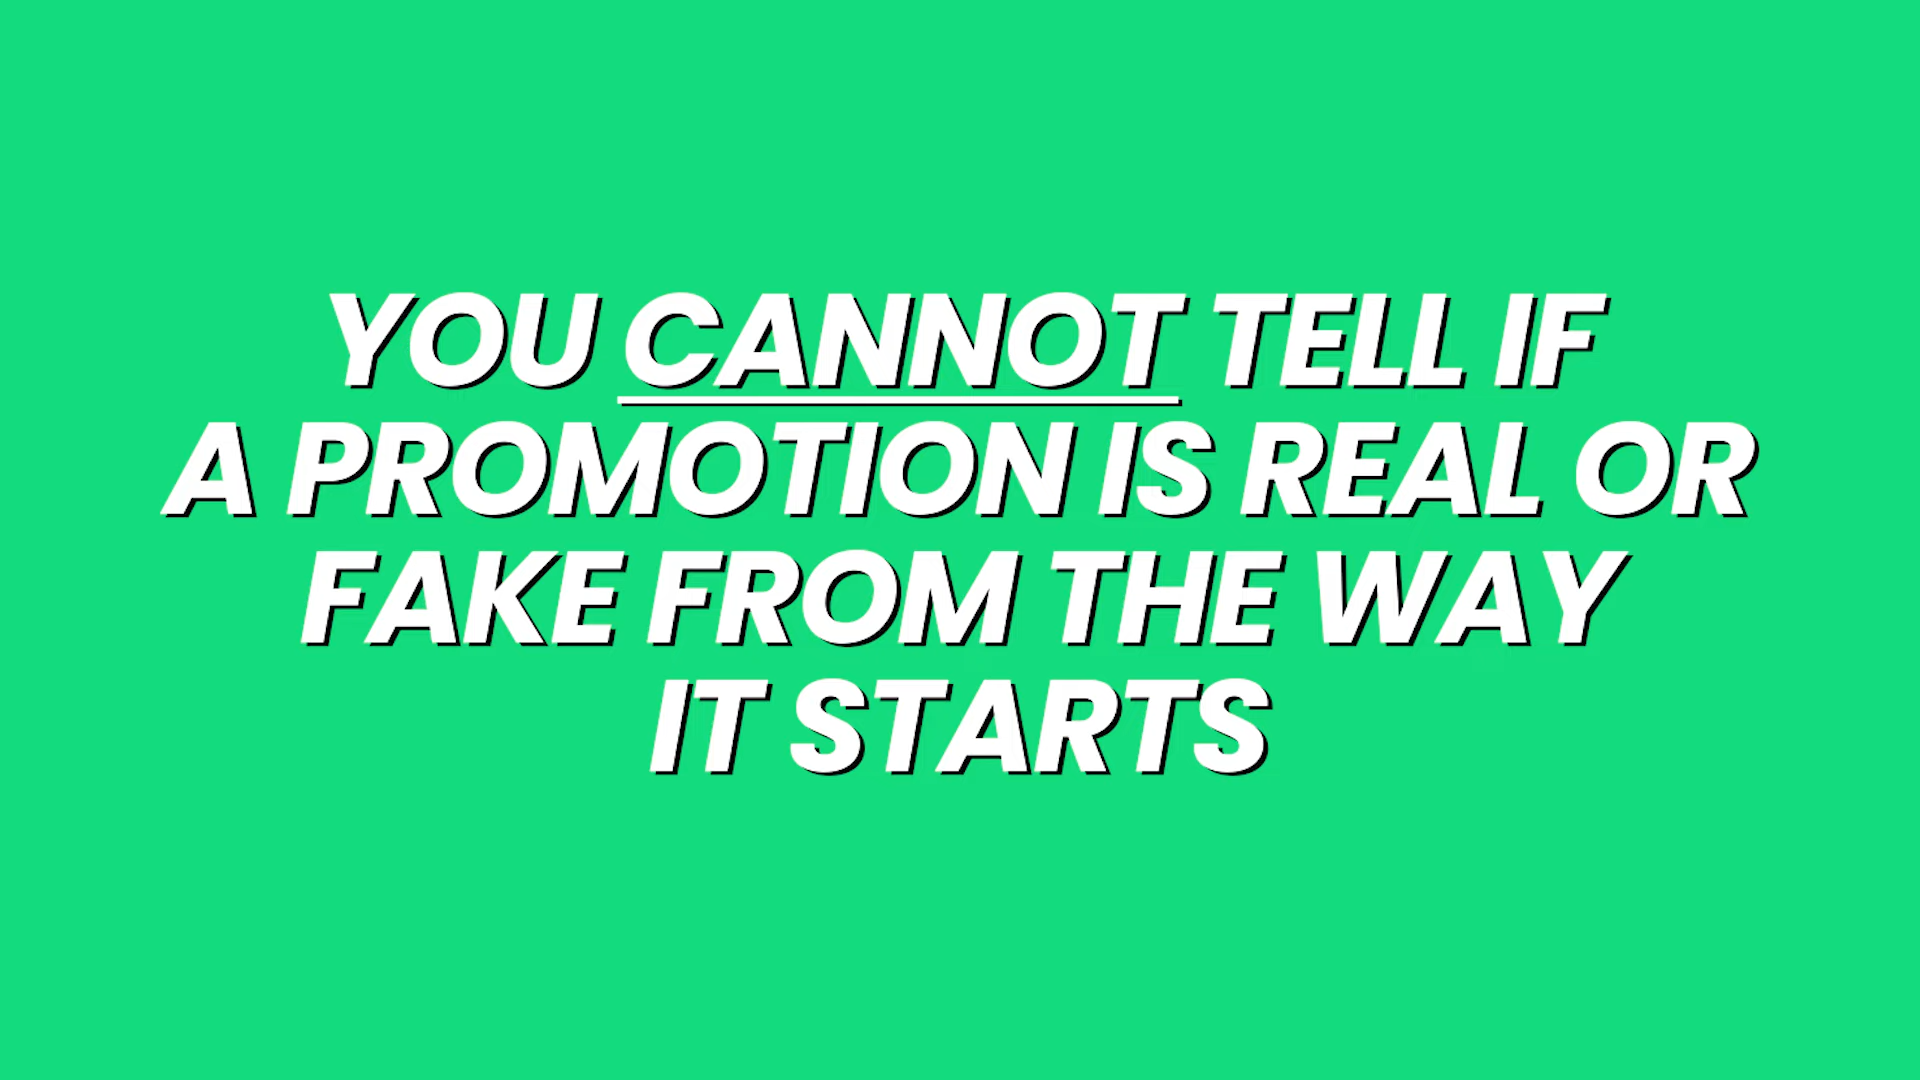 YOU CANNOT TELL IF
A PROMOTION IS REAL OR
FAKE FROM THE WAY
IT STARTS